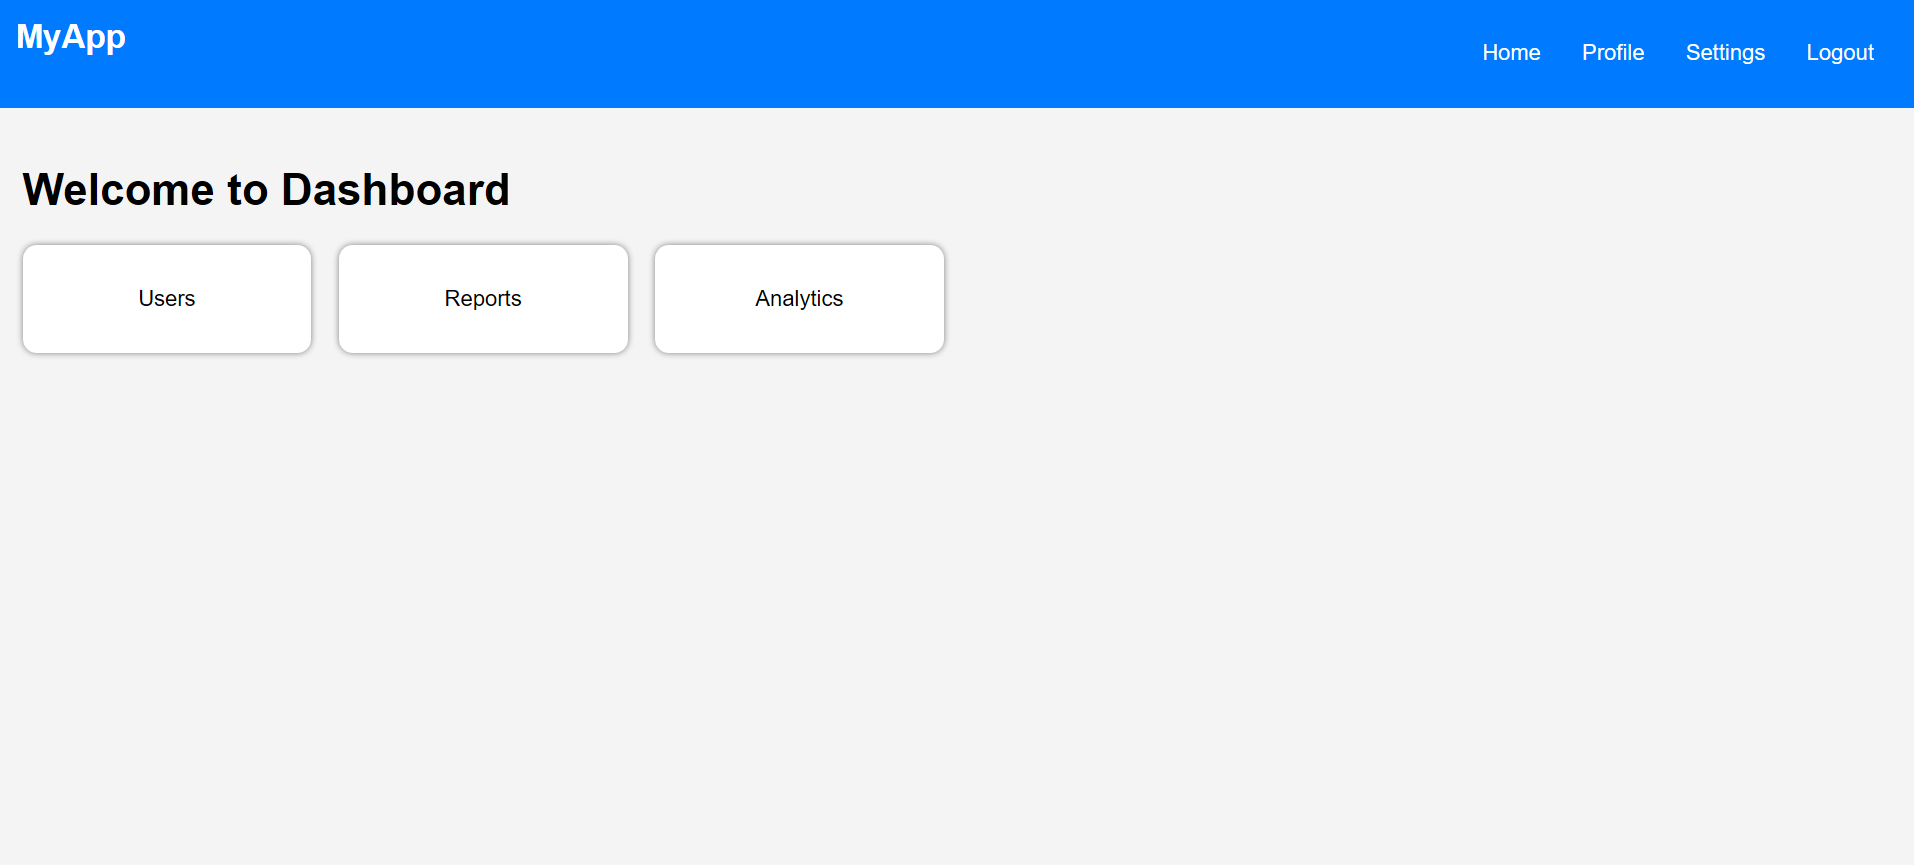 MyApp
Home Profile Settings Logout
Welcome to Dashboard
Users Reports Analytics